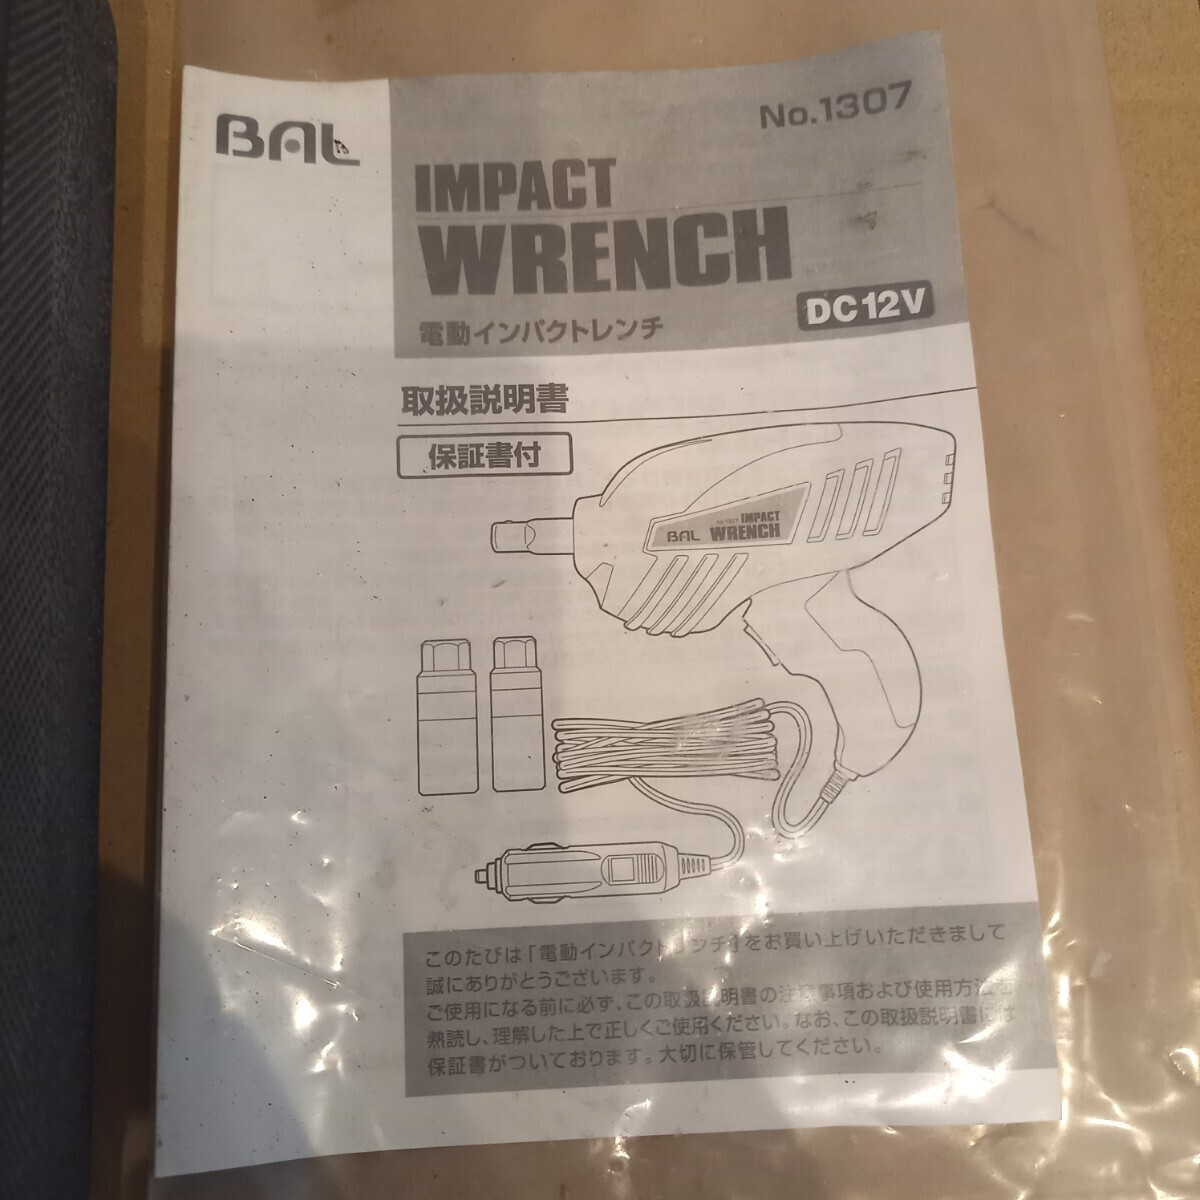 BAL
No.1307
IMPACT
WRENCH
DC12V
電動インパクトレンチ
取扱説明書
保証書付
No.1307 IMPACT
BAL WRENCH
このたびは「電動インパクトレンチ」をお買い上げいただきまして
誠にありがとうございます。
ご使用になる前に必ず、この取扱説明書の注意事項および使用方法を
熟読し、理解した上で正しくご使用ください。なお、この取扱説明書には
保証書がついております。大切に保管してください。